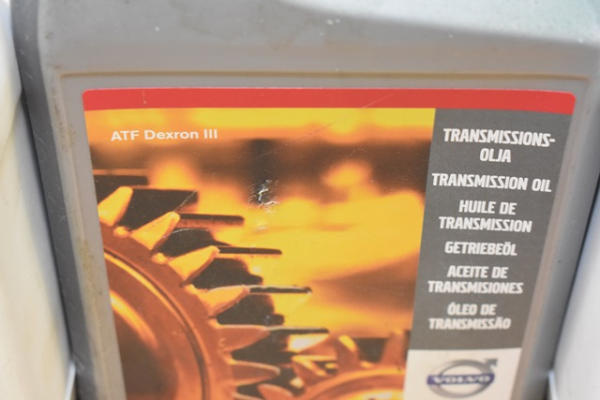 ATF Dexron III
TRANSMISSIONS-
OLJA
TRANSMISSION OIL
HUILE DE
TRANSMISSION
GETRIEBEÖL
ACEITE DE
TRANSMISIONES
ÓLEO DE
TRANSMISSÃO
VOLVO